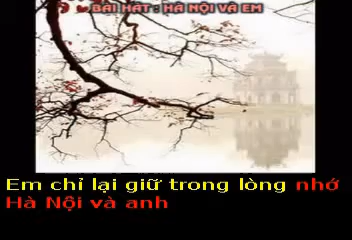 BÀI HÁT : HÀ NỘI VÀ EM
Em chỉ lại giữ trong lòng nhớ
Hà Nội và anh